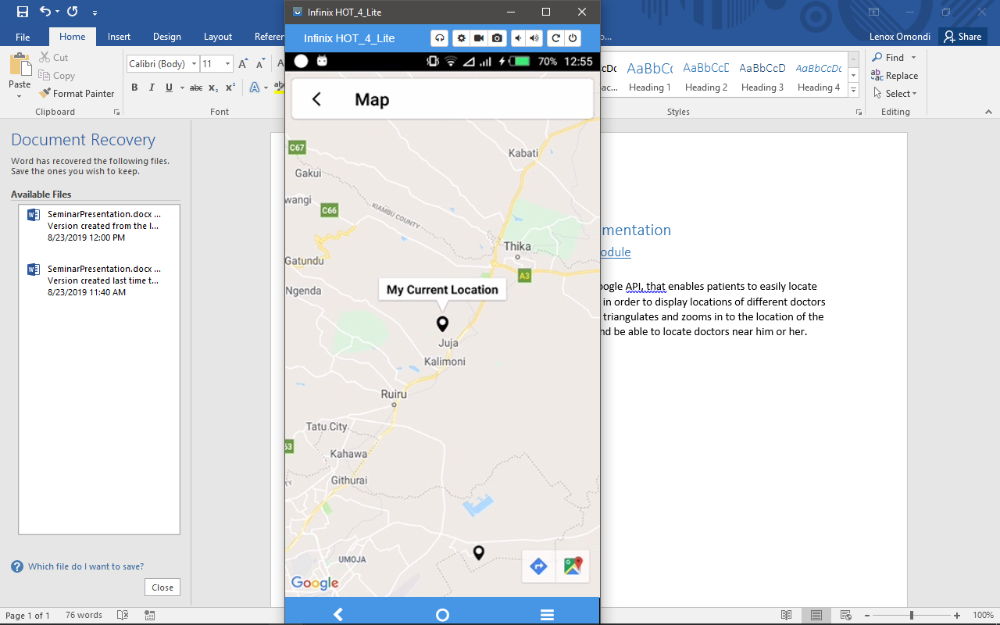 Infinix HOT_4_Lite
Lenox Omondi
Share
File
Home
Insert
Design
Layout
Infinix HOT_4_Lite
70% 12:55
Paste
Cut
Copy
Format Painter
Clipboard
Calibri (Body)
11
B I U abc x₂ x²
Font
AaBbCc
Heading 1
AaBbCcD
Heading 2
AaBbCcD
Heading 3
AaBbCcDc
Heading 4
Styles
Find
Replace
Select
Editing
Document Recovery
Word has recovered the following files.
Save the ones you wish to keep.
Available Files
SeminarPresentation.docx ...
Version created from the l...
8/23/2019 12:00 PM
SeminarPresentation.docx ...
Version created last time t...
8/23/2019 11:40 AM
Which file do I want to save?
Close
Map
C67
Kabati
Gakui
wangi
C66
KIAMBU COUNTY
Thika
Gatundu
A3
Ngenda
My Current Location
Juja
Kalimoni
Ruiru
Tatu City
63
Kahawa
Githurai
UMOJA
Google
mentation
odule
oogle API, that enables patients to easily locate
in order to display locations of different doctors
triangulates and zooms in to the location of the
nd be able to locate doctors near him or her.
Page 1 of 1
76 words
100%